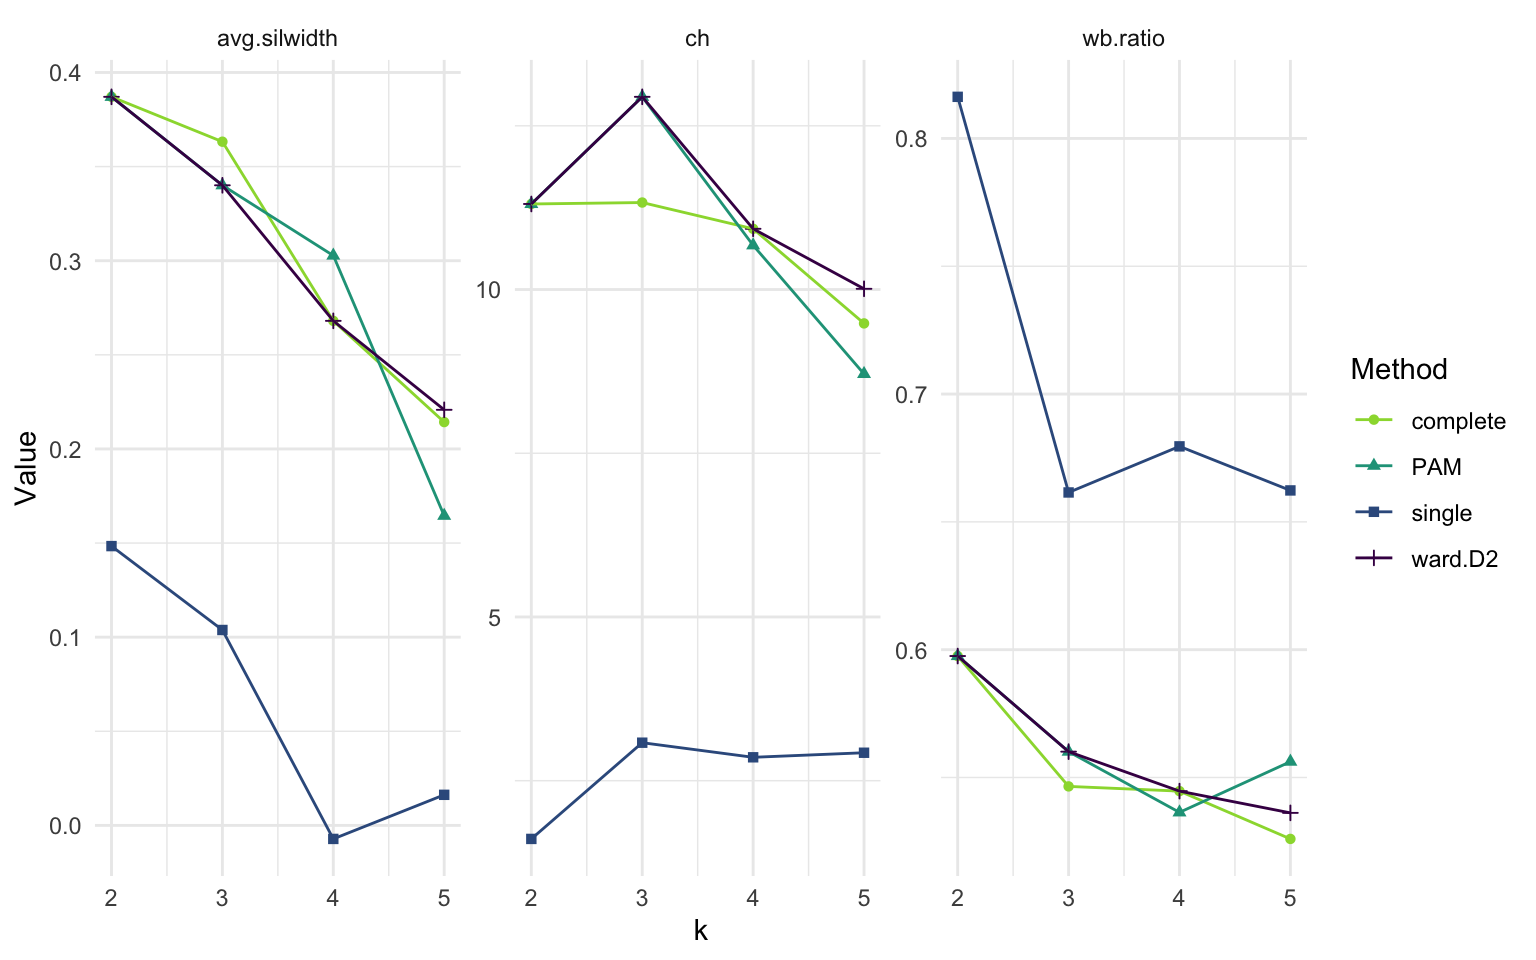 avg.silwidth
ch
wb.ratio
0.4
0.3
0.2
0.1
0.0
10
5
0.8
0.7
0.6
2 3 4 5
2 3 4 5
2 3 4 5
Value
k
Method
complete
PAM
single
ward.D2